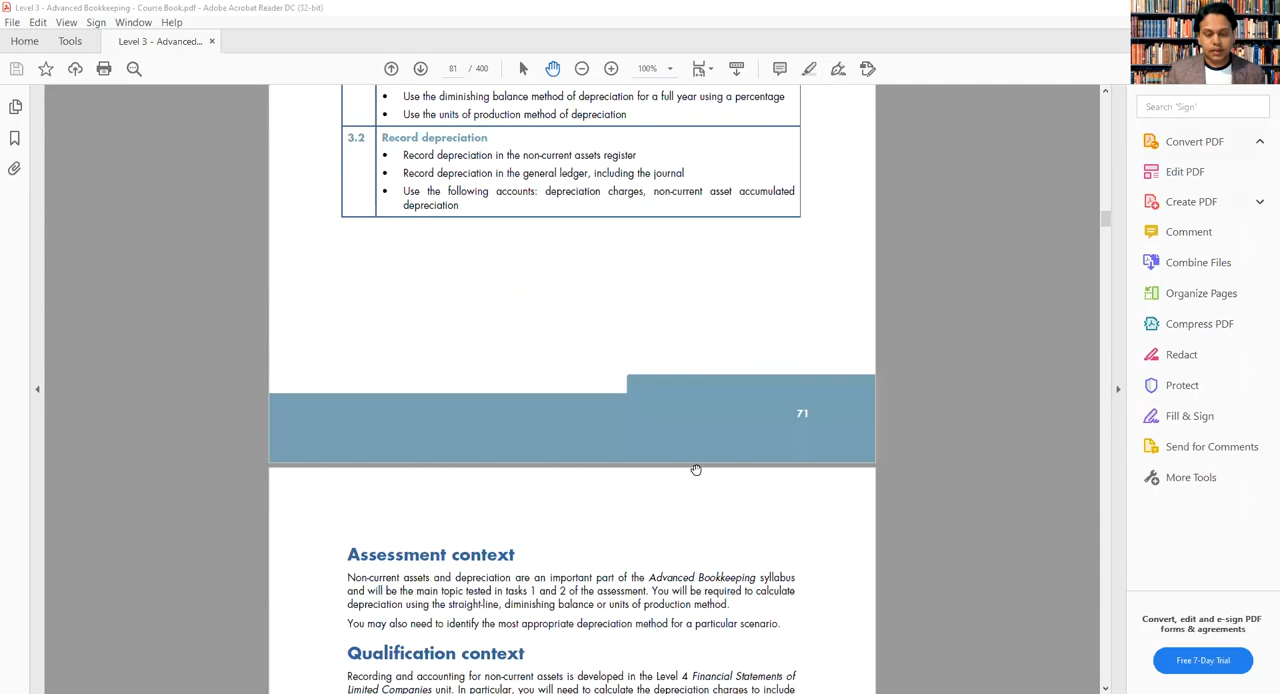 Level 3 - Advanced Bookkeeping - Course Book.pdf - Adobe Acrobat Reader DC (32-bit)
File Edit View Sign Window Help
Home Tools Level 3 - Advanced... ×
81 / 400 100%
Search 'Sign'
• Use the diminishing balance method of depreciation for a full year using a percentage
• Use the units of production method of depreciation
3.2 Record depreciation
• Record depreciation in the non-current assets register
• Record depreciation in the general ledger, including the journal
• Use the following accounts: depreciation charges, non-current asset accumulated
depreciation
71
Assessment context
Non-current assets and depreciation are an important part of the Advanced Bookkeeping syllabus
and will be the main topic tested in tasks 1 and 2 of the assessment. You will be required to calculate
depreciation using the straight-line, diminishing balance or units of production method.
You may also need to identify the most appropriate depreciation method for a particular scenario.
Qualification context
Recording and accounting for non-current assets is developed in the Level 4 Financial Statements of
Limited Companies unit. In particular, you will need to calculate the depreciation charges to include
Convert PDF
Edit PDF
Create PDF
Comment
Combine Files
Organize Pages
Compress PDF
Redact
Protect
Fill & Sign
Send for Comments
More Tools
Convert, edit and e-sign PDF
forms & agreements
Free 7-Day Trial